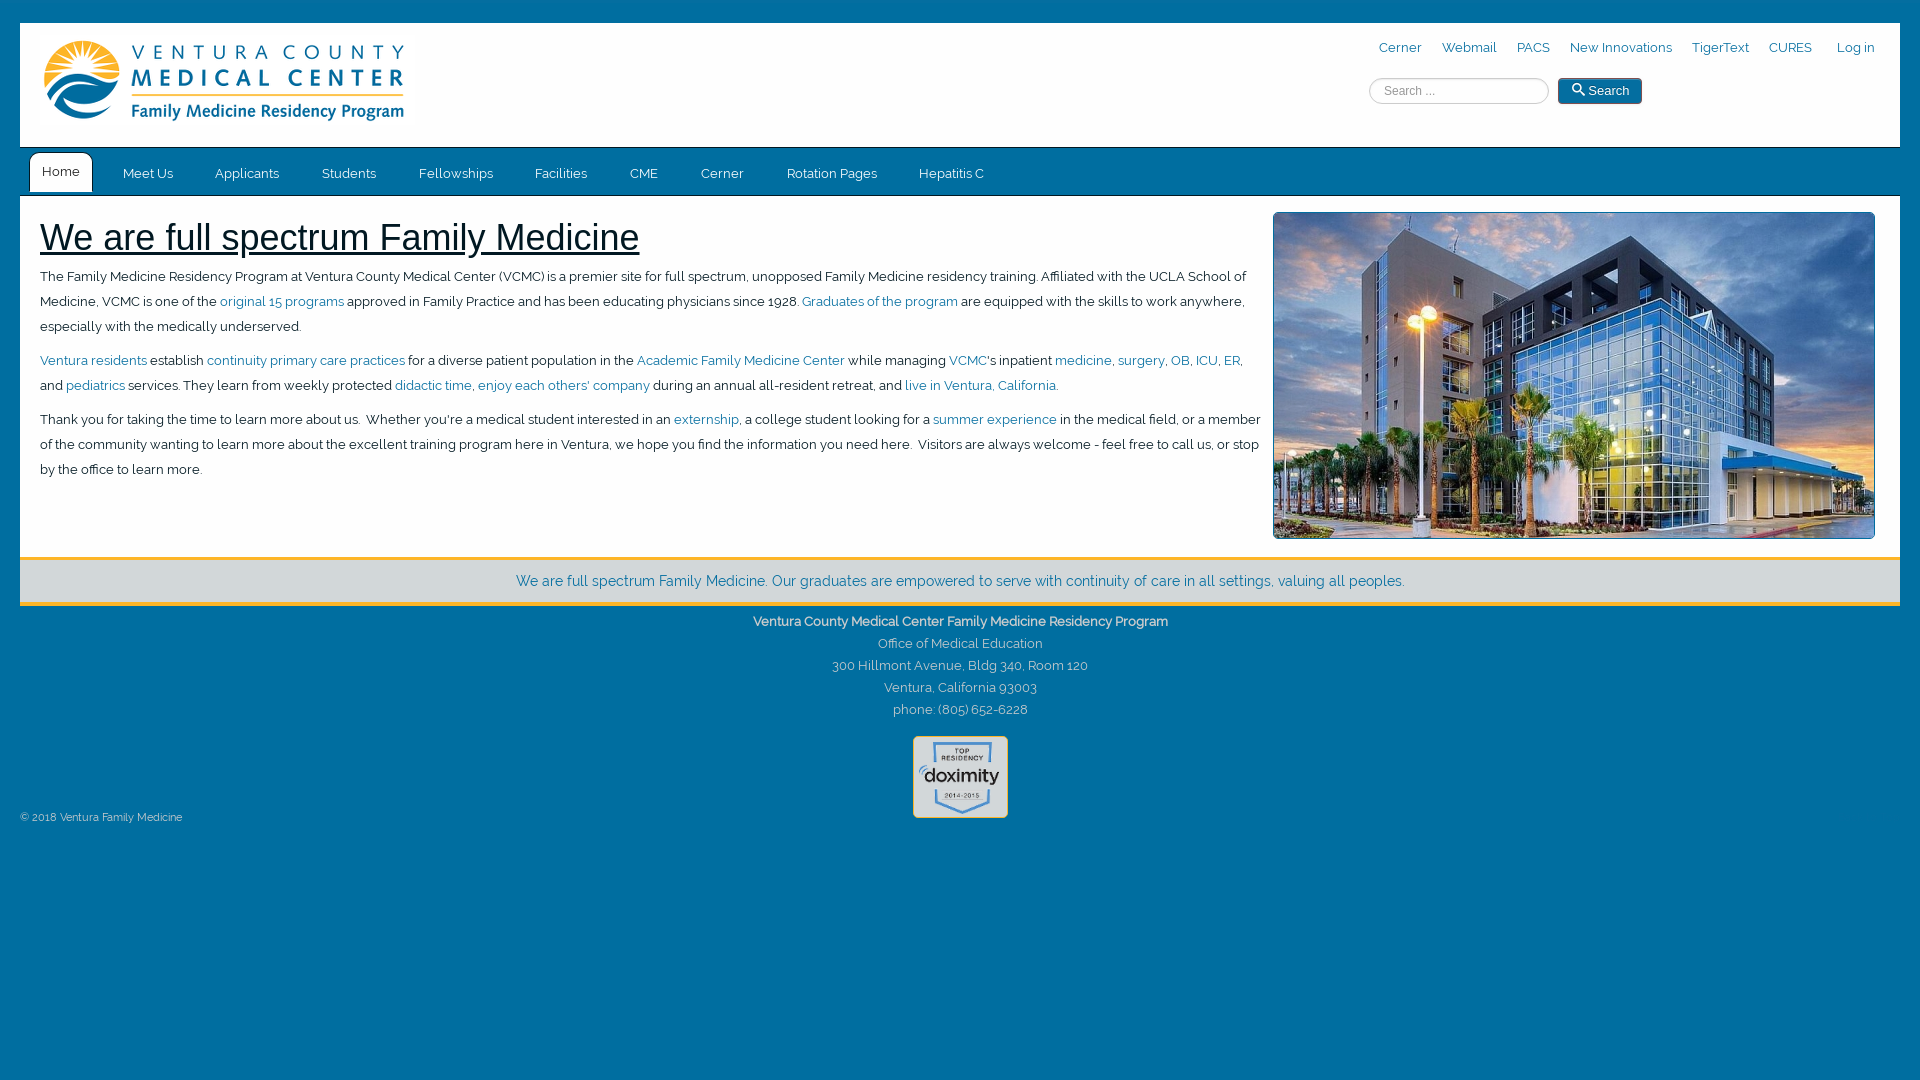 VENTURA COUNTY
MEDICAL CENTER
Family Medicine Residency Program
Cerner Webmail PACS New Innovations TigerText CURES Log in
Search ... Search
Home Meet Us Applicants Students Fellowships Facilities CME Cerner Rotation Pages Hepatitis C
We are full spectrum Family Medicine
The Family Medicine Residency Program at Ventura County Medical Center (VCMC) is a premier site for full spectrum, unopposed Family Medicine residency training. Affiliated with the UCLA School of
Medicine, VCMC is one of the original 15 programs approved in Family Practice and has been educating physicians since 1928. Graduates of the program are equipped with the skills to work anywhere,
especially with the medically underserved.
Ventura residents establish continuity primary care practices for a diverse patient population in the Academic Family Medicine Center while managing VCMC's inpatient medicine, surgery, OB, ICU, ER,
and pediatrics services. They learn from weekly protected didactic time, enjoy each others' company during an annual all-resident retreat, and live in Ventura, California.
Thank you for taking the time to learn more about us. Whether you're a medical student interested in an externship, a college student looking for a summer experience in the medical field, or a member
of the community wanting to learn more about the excellent training program here in Ventura, we hope you find the information you need here. Visitors are always welcome - feel free to call us, or stop
by the office to learn more.
We are full spectrum Family Medicine. Our graduates are empowered to serve with continuity of care in all settings, valuing all peoples.
Ventura County Medical Center Family Medicine Residency Program
Office of Medical Education
300 Hillmont Avenue, Bldg 340, Room 120
Ventura, California 93003
phone: (805) 652-6228
TOP
RESIDENCY
doximity
2014-2015
© 2018 Ventura Family Medicine